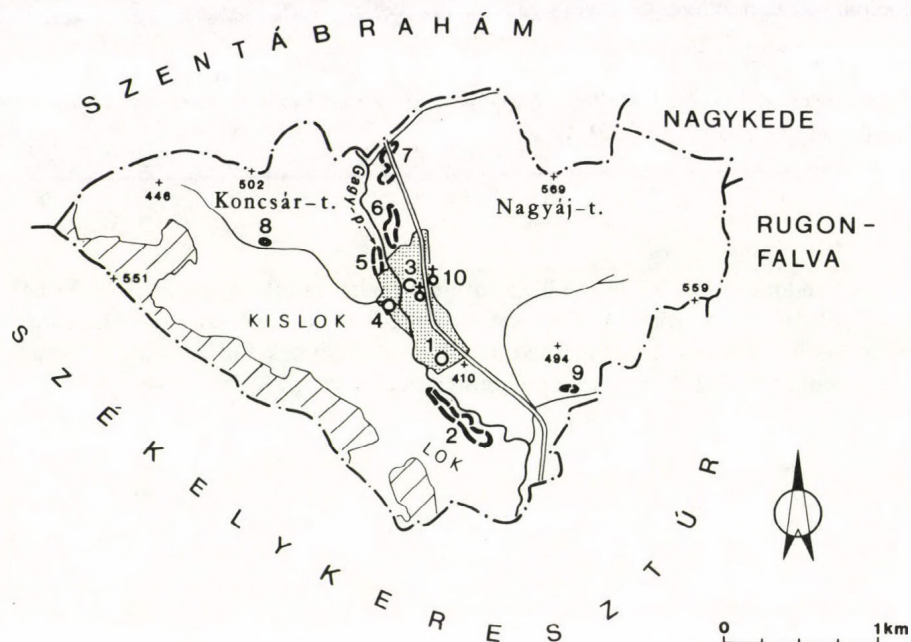 SZENTÁBRAHÁM
NAGYKEDE
7
502
446
Koncsár-t.
Gagy-p.
569
Nagyáj-t.
6
8
RUGON-
FALVA
5
3
10
551
559
4
KISLOK
1
494
410
9
2
LOK
SZÉKELYKERESZTÚR
0 1km